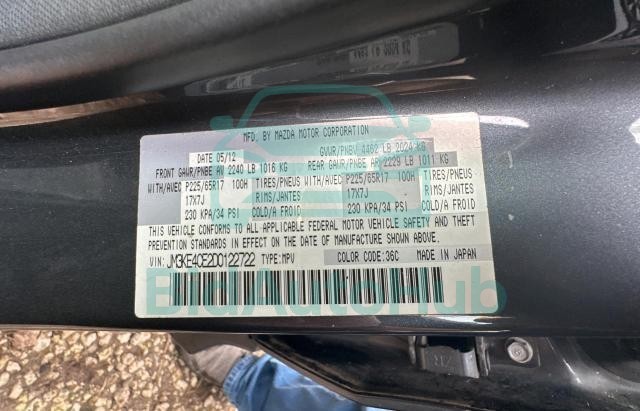 MFD. BY MAZDA MOTOR CORPORATION
DATE 05/12 GVWR/PNBV 4462 LB 2024 KG
FRONT GAWR/PNBE AV 2240 LB 1016 KG REAR GAWR/PNBE AR 2229 LB 1011 KG
WITH/AVEC P225/65R17 100H TIRES/PNEUS WITH/AVEC P225/65R17 100H TIRES/PNEUS
17X7J RIMS/JANTES 17X7J RIMS/JANTES
230 KPA/34 PSI COLD/A FROID 230 KPA/34 PSI COLD/A FROID
THIS VEHICLE CONFORMS TO ALL APPLICABLE FEDERAL MOTOR VEHICLE SAFETY AND THEFT
PREVENTION STANDARDS IN EFFECT ON THE DATE OF MANUFACTURE SHOWN ABOVE.
VIN: JM3KE4CE2D0122722 TYPE:MPV COLOR CODE:36C MADE IN JAPAN
BidAutoHub